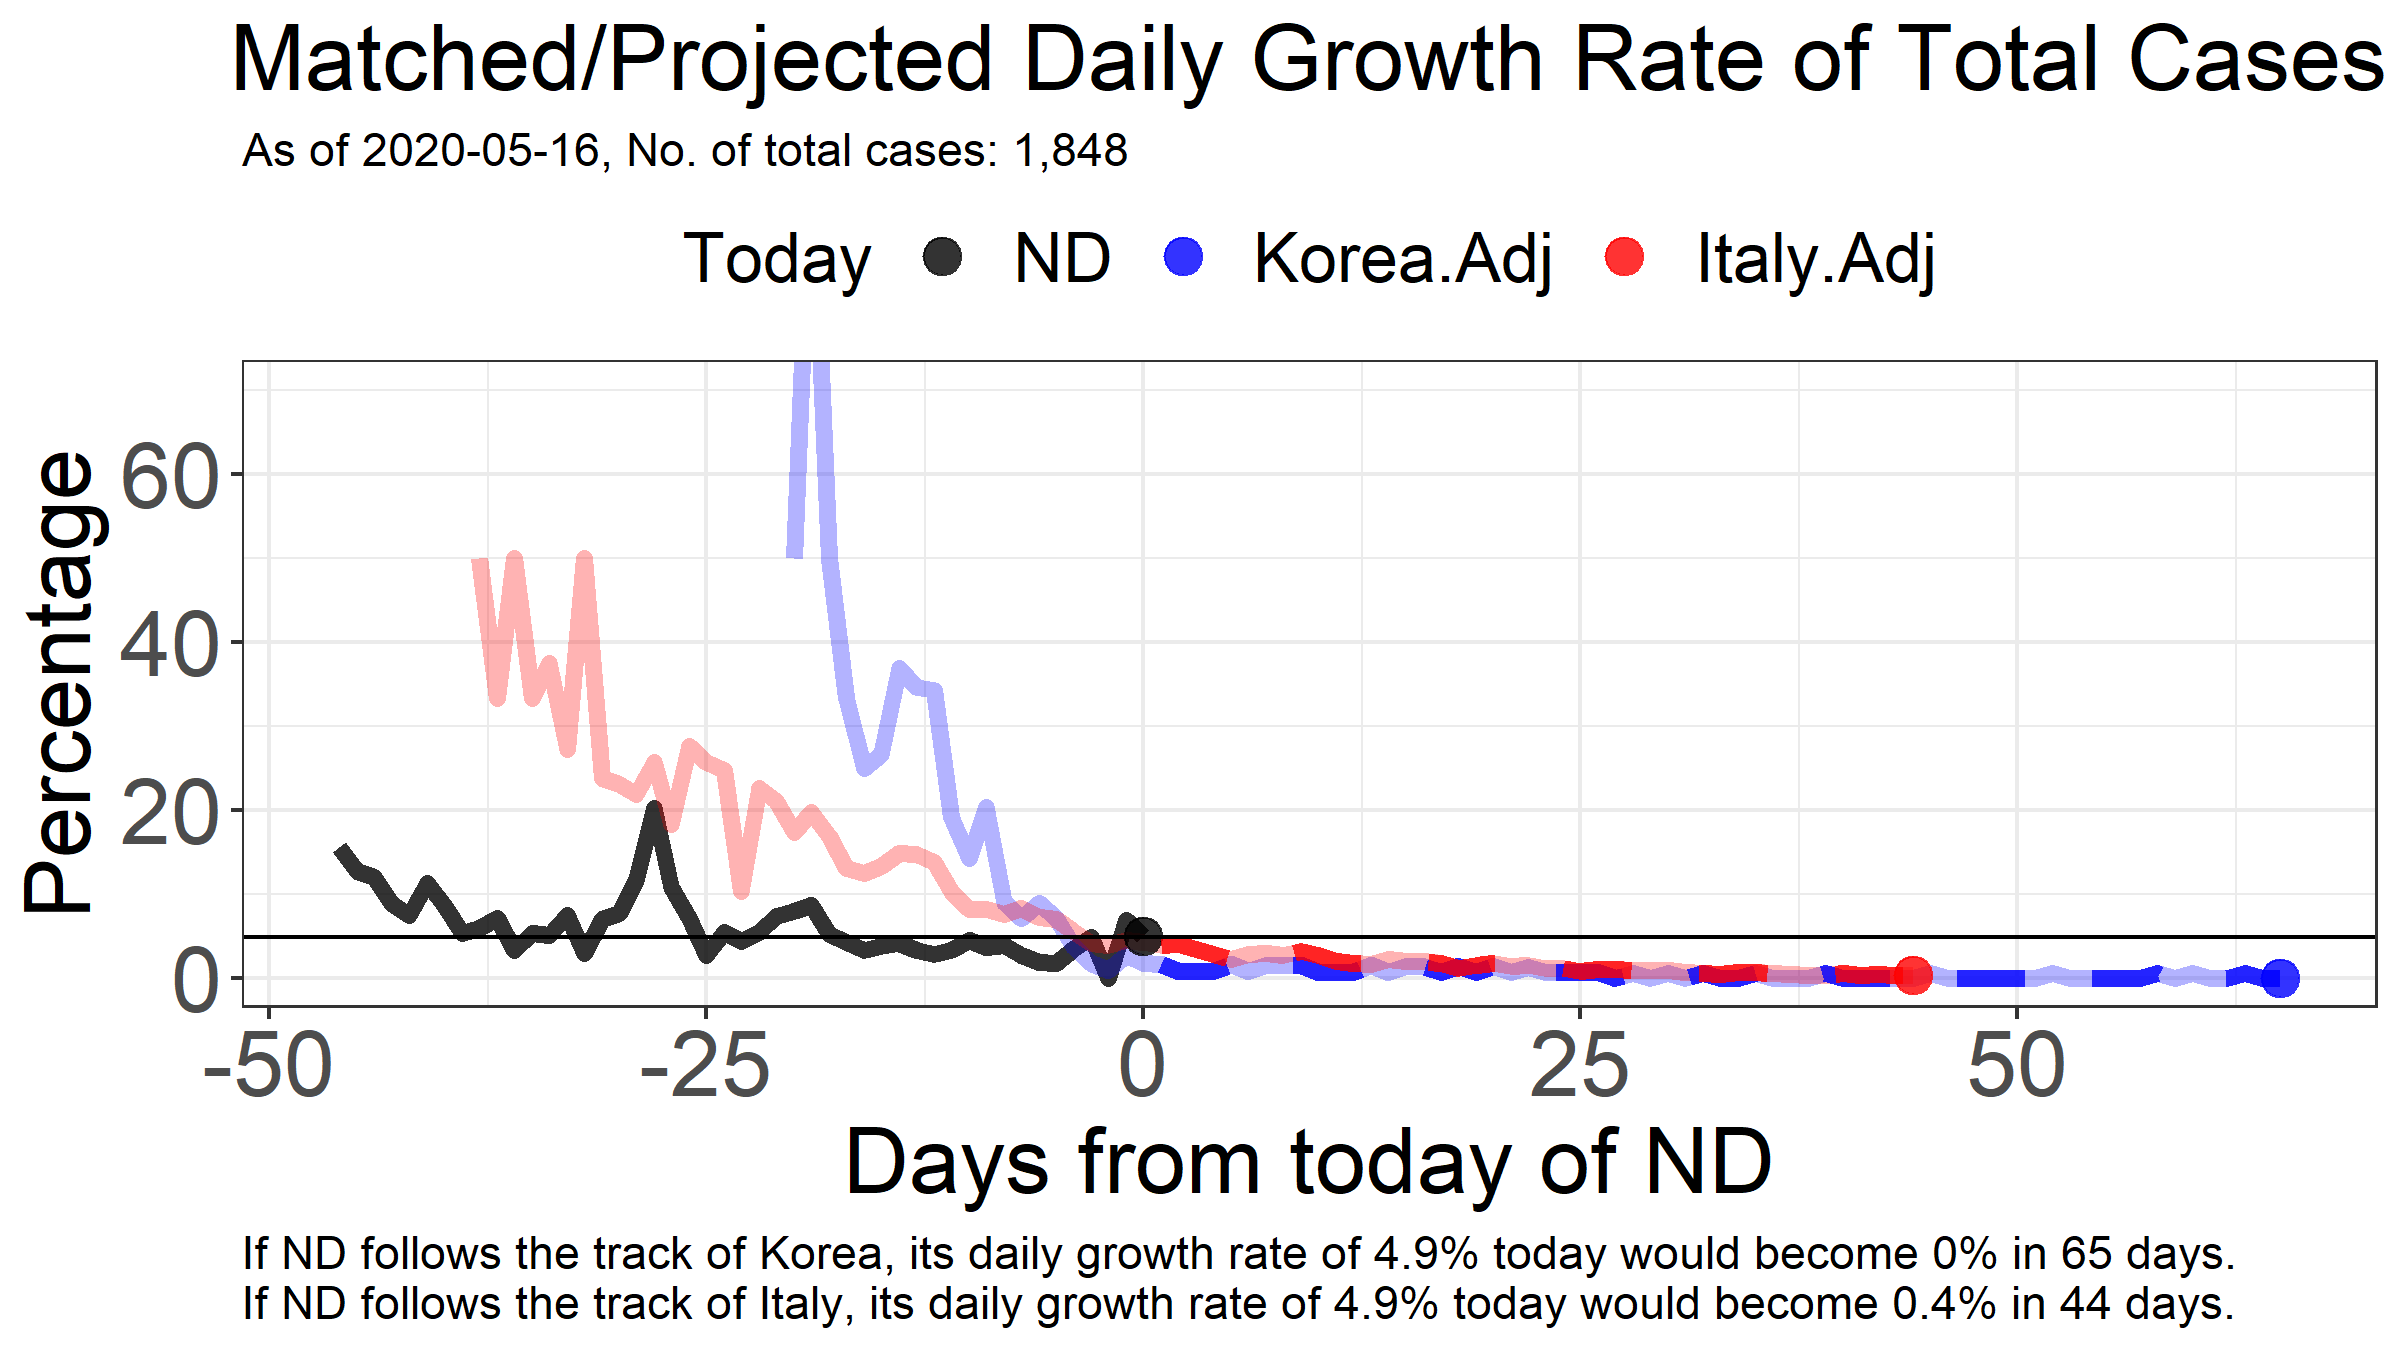 Matched/Projected Daily Growth Rate of Total Cases
As of 2020-05-16, No. of total cases: 1,848
Today ND Korea.Adj Italy.Adj
Percentage
60
40
20
0
-50 -25 0 25 50
Days from today of ND
If ND follows the track of Korea, its daily growth rate of 4.9% today would become 0% in 65 days.
If ND follows the track of Italy, its daily growth rate of 4.9% today would become 0.4% in 44 days.